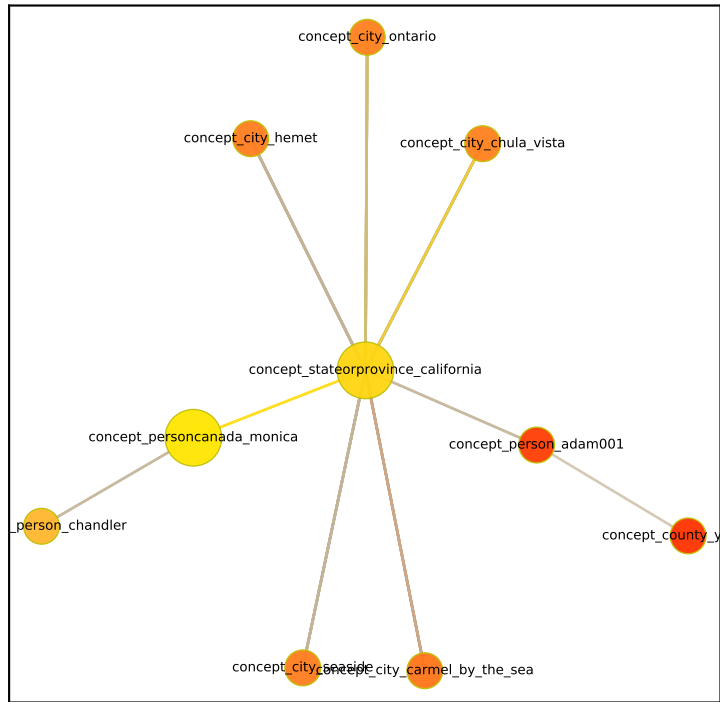 concept_city_ontario
concept_city_hemet
concept_city_chula_vista
concept_stateorprovince_california
concept_personcanada_monica
concept_person_adam001
_person_chandler
concept_county_y
concept_city_seaside
concept_city_carmel_by_the_sea